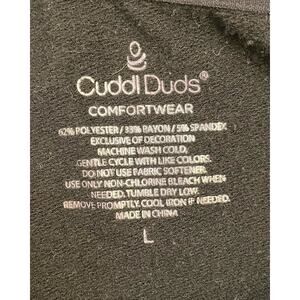 Cuddl Duds®
COMFORTWEAR
62% POLYESTER / 33% RAYON / 5% SPANDEX
EXCLUSIVE OF DECORATION
MACHINE WASH COLD,
GENTLE CYCLE WITH LIKE COLORS.
DO NOT USE FABRIC SOFTENER.
USE ONLY NON-CHLORINE BLEACH WHEN
NEEDED. TUMBLE DRY LOW.
REMOVE PROMPTLY. COOL IRON IF NEEDED.
MADE IN CHINA
L